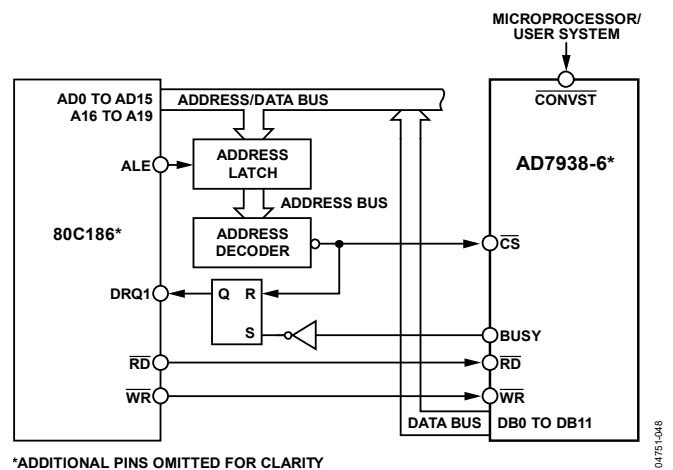 MICROPROCESSOR/
USER SYSTEM
AD0 TO AD15
A16 TO A19
ADDRESS/DATA BUS
CONVST
ALE
ADDRESS
LATCH
AD7938-6*
ADDRESS BUS
80C186*
ADDRESS
DECODER
CS
DRQ1
Q R
S
BUSY
RD
RD
WR
WR
DATA BUS
DB0 TO DB11
*ADDITIONAL PINS OMITTED FOR CLARITY
04751-048